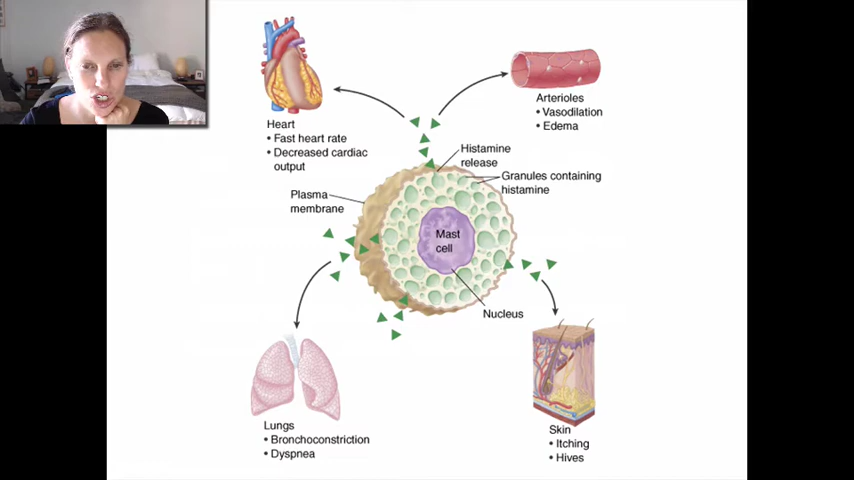 Heart
• Fast heart rate
• Decreased cardiac
output
Arterioles
• Vasodilation
• Edema
Histamine
release
Granules containing
histamine
Plasma
membrane
Mast
cell
Nucleus
Lungs
• Bronchoconstriction
• Dyspnea
Skin
• Itching
• Hives